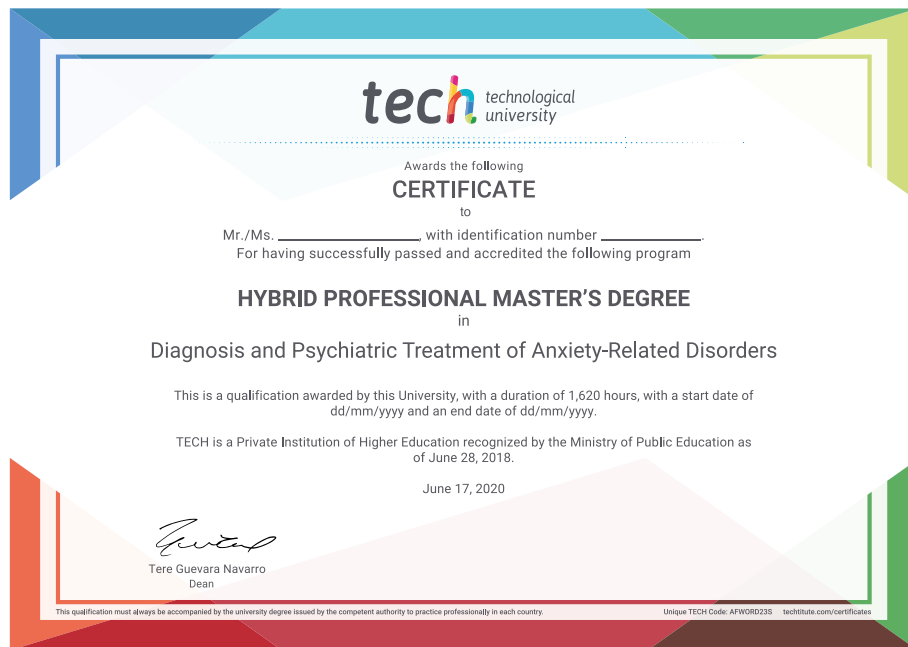 tech technological
university
Awards the following
CERTIFICATE
to
Mr./Ms. ____________________, with identification number ______________.
For having successfully passed and accredited the following program
HYBRID PROFESSIONAL MASTER'S DEGREE
in
Diagnosis and Psychiatric Treatment of Anxiety-Related Disorders
This is a qualification awarded by this University, with a duration of 1,620 hours, with a start date of
dd/mm/yyyy and an end date of dd/mm/yyyy.
TECH is a Private Institution of Higher Education recognized by the Ministry of Public Education as
of June 28, 2018.
June 17, 2020
Tere Guevara Navarro
Dean
This qualification must always be accompanied by the university degree issued by the competent authority to practice professionally in each country. Unique TECH Code: AFWORD23S techtitute.com/certificates